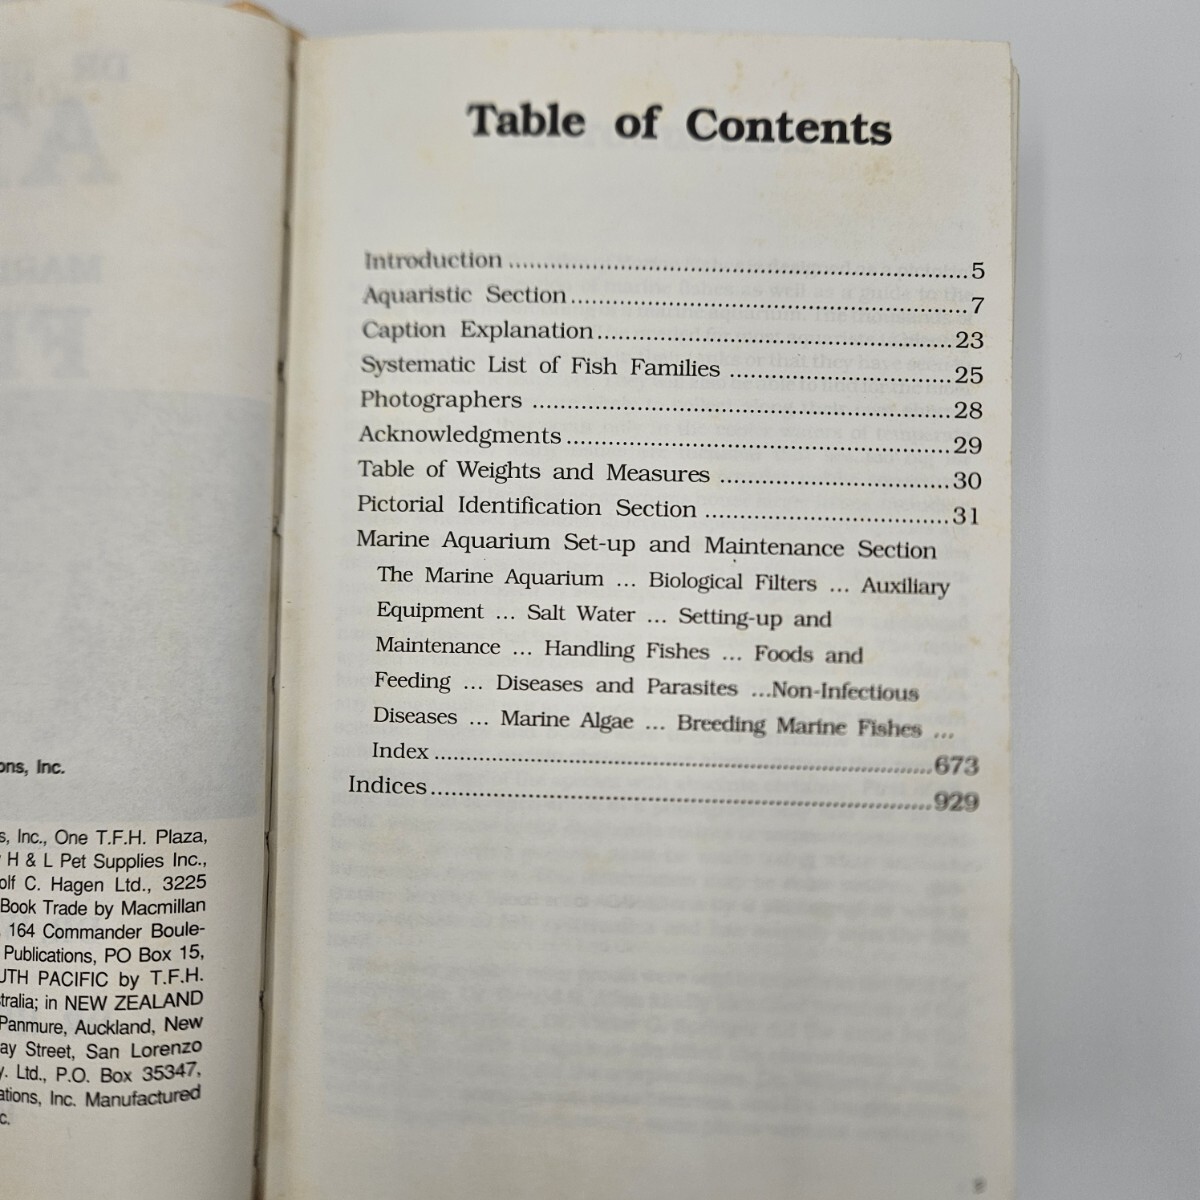 ons, Inc.
s, Inc., One T.F.H. Plaza,
H & L Pet Supplies Inc.,
olf C. Hagen Ltd., 3225
Book Trade by Macmillan
164 Commander Boule-
Publications, PO Box 15,
UTH PACIFIC by T.F.H.
tralia; in NEW ZEALAND
Panmure, Auckland, New
ay Street, San Lorenzo
y. Ltd., P.O. Box 35347,
ations, Inc. Manufactured
c.
Table of Contents
Introduction ..........5
Aquaristic Section..........7
Caption Explanation..........23
Systematic List of Fish Families ..........25
Photographers ..........28
Acknowledgments..........29
Table of Weights and Measures ..........30
Pictorial Identification Section ..........31
Marine Aquarium Set-up and Maintenance Section
The Marine Aquarium ... Biological Filters ... Auxiliary
Equipment ... Salt Water ... Setting-up and
Maintenance ... Handling Fishes ... Foods and
Feeding ... Diseases and Parasites ...Non-Infectious
Diseases ... Marine Algae ... Breeding Marine Fishes ...
Index..........673
Indices..........929